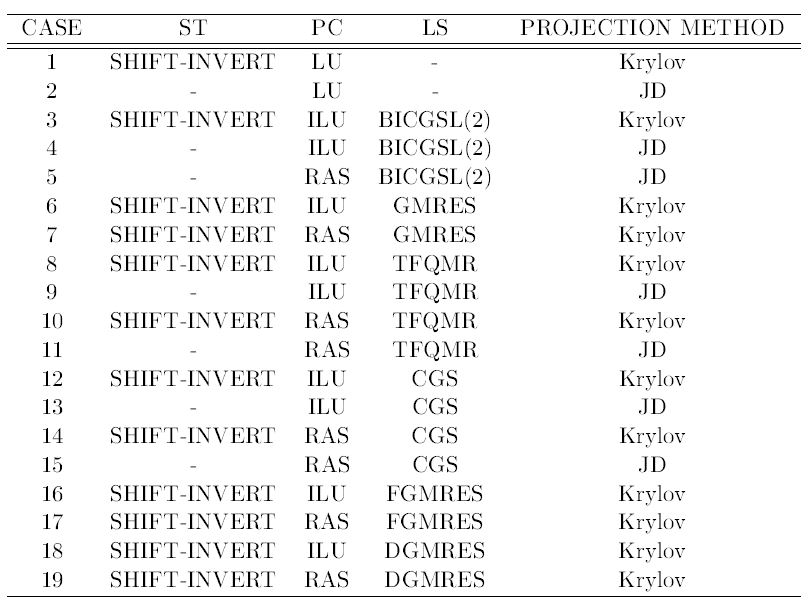 CASE ST PC LS PROJECTION METHOD
1 SHIFT-INVERT LU - Krylov
2 - LU - JD
3 SHIFT-INVERT ILU BICGSL(2) Krylov
4 - ILU BICGSL(2) JD
5 - RAS BICGSL(2) JD
6 SHIFT-INVERT ILU GMRES Krylov
7 SHIFT-INVERT RAS GMRES Krylov
8 SHIFT-INVERT ILU TFQMR Krylov
9 - ILU TFQMR JD
10 SHIFT-INVERT RAS TFQMR Krylov
11 - RAS TFQMR JD
12 SHIFT-INVERT ILU CGS Krylov
13 - ILU CGS JD
14 SHIFT-INVERT RAS CGS Krylov
15 - RAS CGS JD
16 SHIFT-INVERT ILU FGMRES Krylov
17 SHIFT-INVERT RAS FGMRES Krylov
18 SHIFT-INVERT ILU DGMRES Krylov
19 SHIFT-INVERT RAS DGMRES Krylov